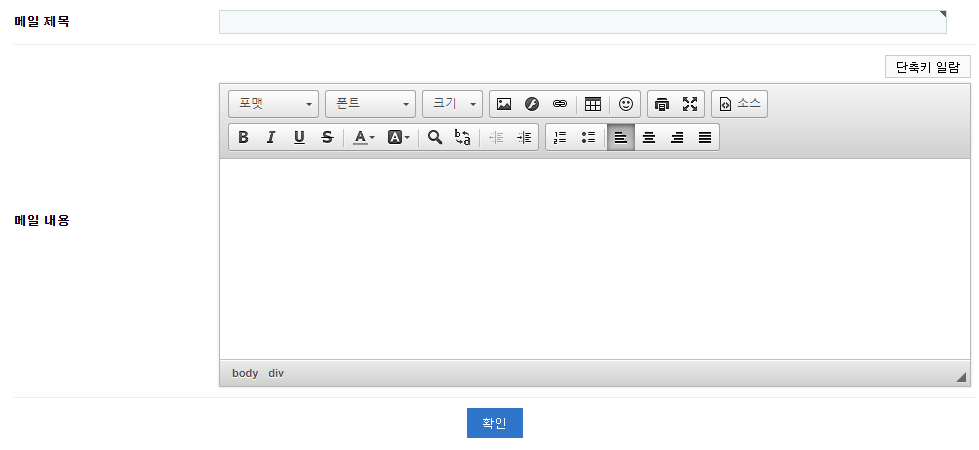 메일 제목
단축키 일람
포맷 폰트 크기 소스
B I U S A A b a
메일 내용
body div
확인